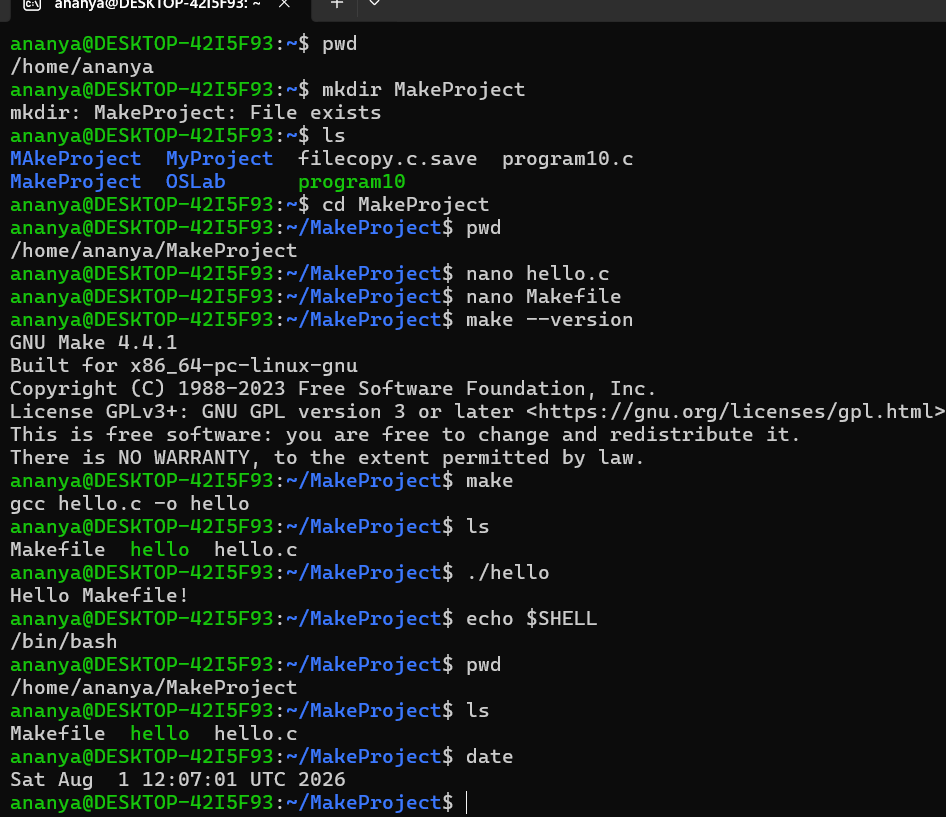 ananya@DESKTOP-42I5F93: ~
ananya@DESKTOP-42I5F93:~$ pwd
/home/ananya
ananya@DESKTOP-42I5F93:~$ mkdir MakeProject
mkdir: MakeProject: File exists
ananya@DESKTOP-42I5F93:~$ ls
MAkeProject  MyProject  filecopy.c.save  program10.c
MakeProject  OSLab      program10
ananya@DESKTOP-42I5F93:~$ cd MakeProject
ananya@DESKTOP-42I5F93:~/MakeProject$ pwd
/home/ananya/MakeProject
ananya@DESKTOP-42I5F93:~/MakeProject$ nano hello.c
ananya@DESKTOP-42I5F93:~/MakeProject$ nano Makefile
ananya@DESKTOP-42I5F93:~/MakeProject$ make --version
GNU Make 4.4.1
Built for x86_64-pc-linux-gnu
Copyright (C) 1988-2023 Free Software Foundation, Inc.
License GPLv3+: GNU GPL version 3 or later <https://gnu.org/licenses/gpl.html>
This is free software: you are free to change and redistribute it.
There is NO WARRANTY, to the extent permitted by law.
ananya@DESKTOP-42I5F93:~/MakeProject$ make
gcc hello.c -o hello
ananya@DESKTOP-42I5F93:~/MakeProject$ ls
Makefile  hello  hello.c
ananya@DESKTOP-42I5F93:~/MakeProject$ ./hello
Hello Makefile!
ananya@DESKTOP-42I5F93:~/MakeProject$ echo $SHELL
/bin/bash
ananya@DESKTOP-42I5F93:~/MakeProject$ pwd
/home/ananya/MakeProject
ananya@DESKTOP-42I5F93:~/MakeProject$ ls
Makefile  hello  hello.c
ananya@DESKTOP-42I5F93:~/MakeProject$ date
Sat Aug  1 12:07:01 UTC 2026
ananya@DESKTOP-42I5F93:~/MakeProject$